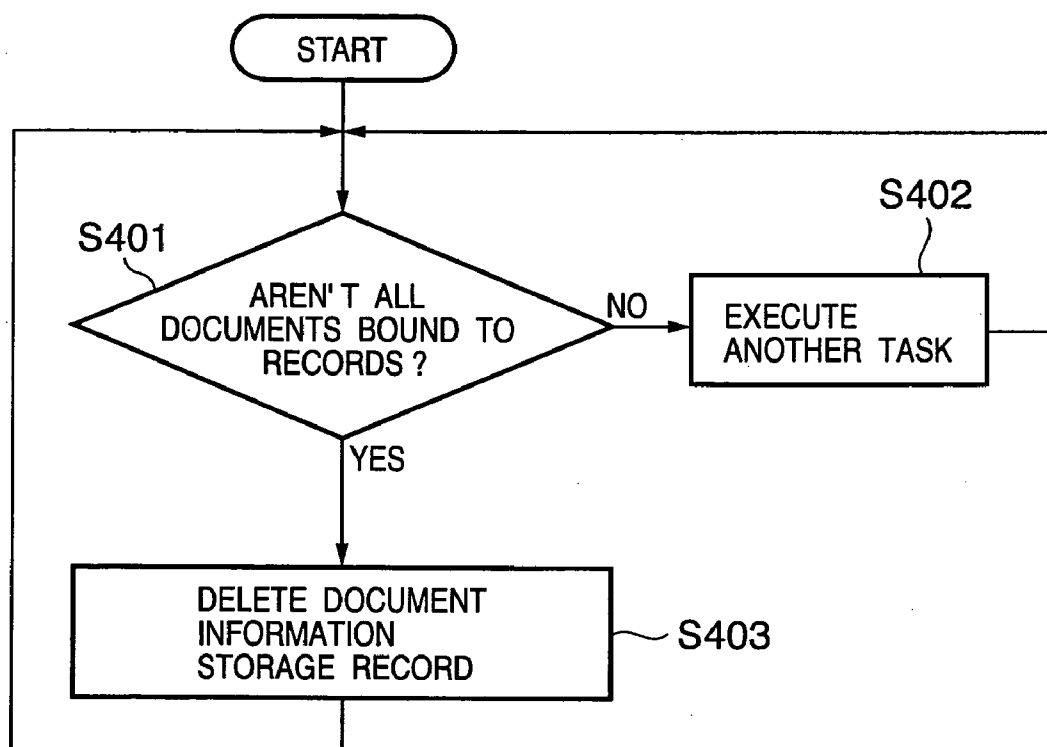 START
S401
S402
AREN'T ALL
DOCUMENTS BOUND TO
RECORDS ?
NO
EXECUTE
ANOTHER TASK
YES
DELETE DOCUMENT
INFORMATION
STORAGE RECORD
S403